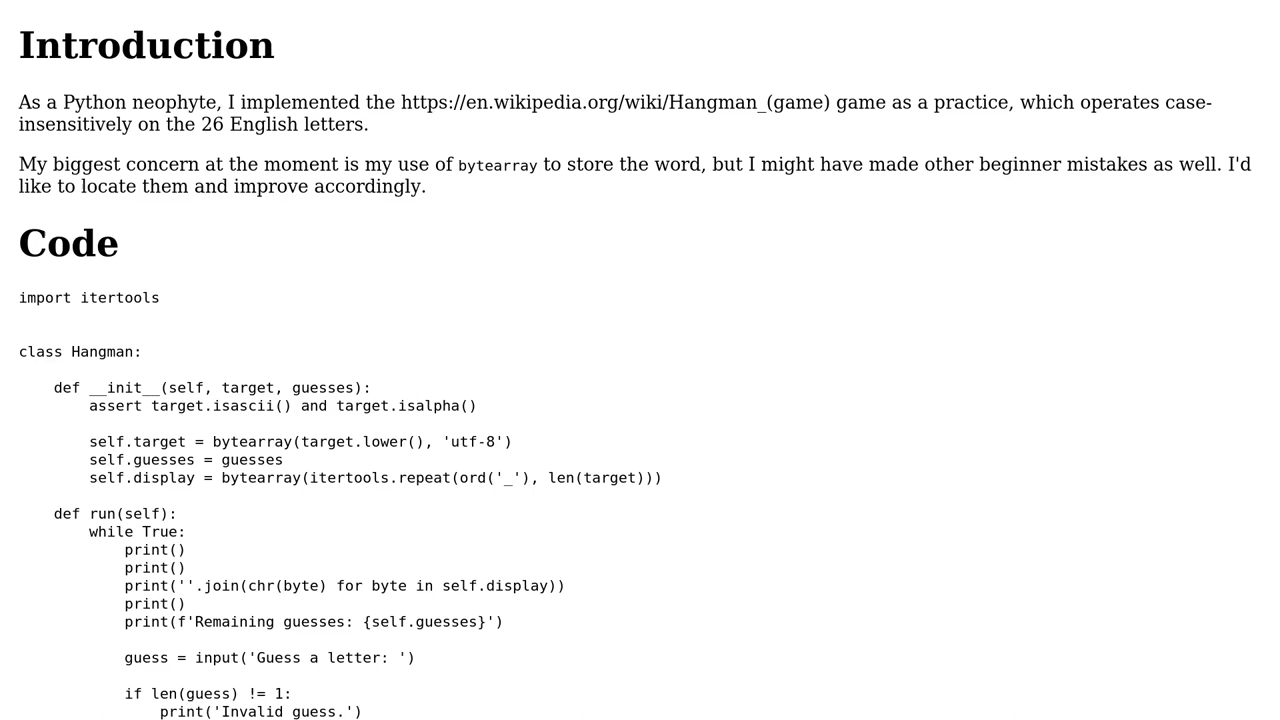 Introduction
As a Python neophyte, I implemented the https://en.wikipedia.org/wiki/Hangman_(game) game as a practice, which operates case-
insensitively on the 26 English letters.
My biggest concern at the moment is my use of bytearray to store the word, but I might have made other beginner mistakes as well. I'd
like to locate them and improve accordingly.
Code
import itertools
class Hangman:
    def __init__(self, target, guesses):
        assert target.isascii() and target.isalpha()
        self.target = bytearray(target.lower(), 'utf-8')
        self.guesses = guesses
        self.display = bytearray(itertools.repeat(ord('_'), len(target)))
    def run(self):
        while True:
            print()
            print()
            print(''.join(chr(byte) for byte in self.display))
            print()
            print(f'Remaining guesses: {self.guesses}')
            guess = input('Guess a letter: ')
            if len(guess) != 1:
                print('Invalid guess.')